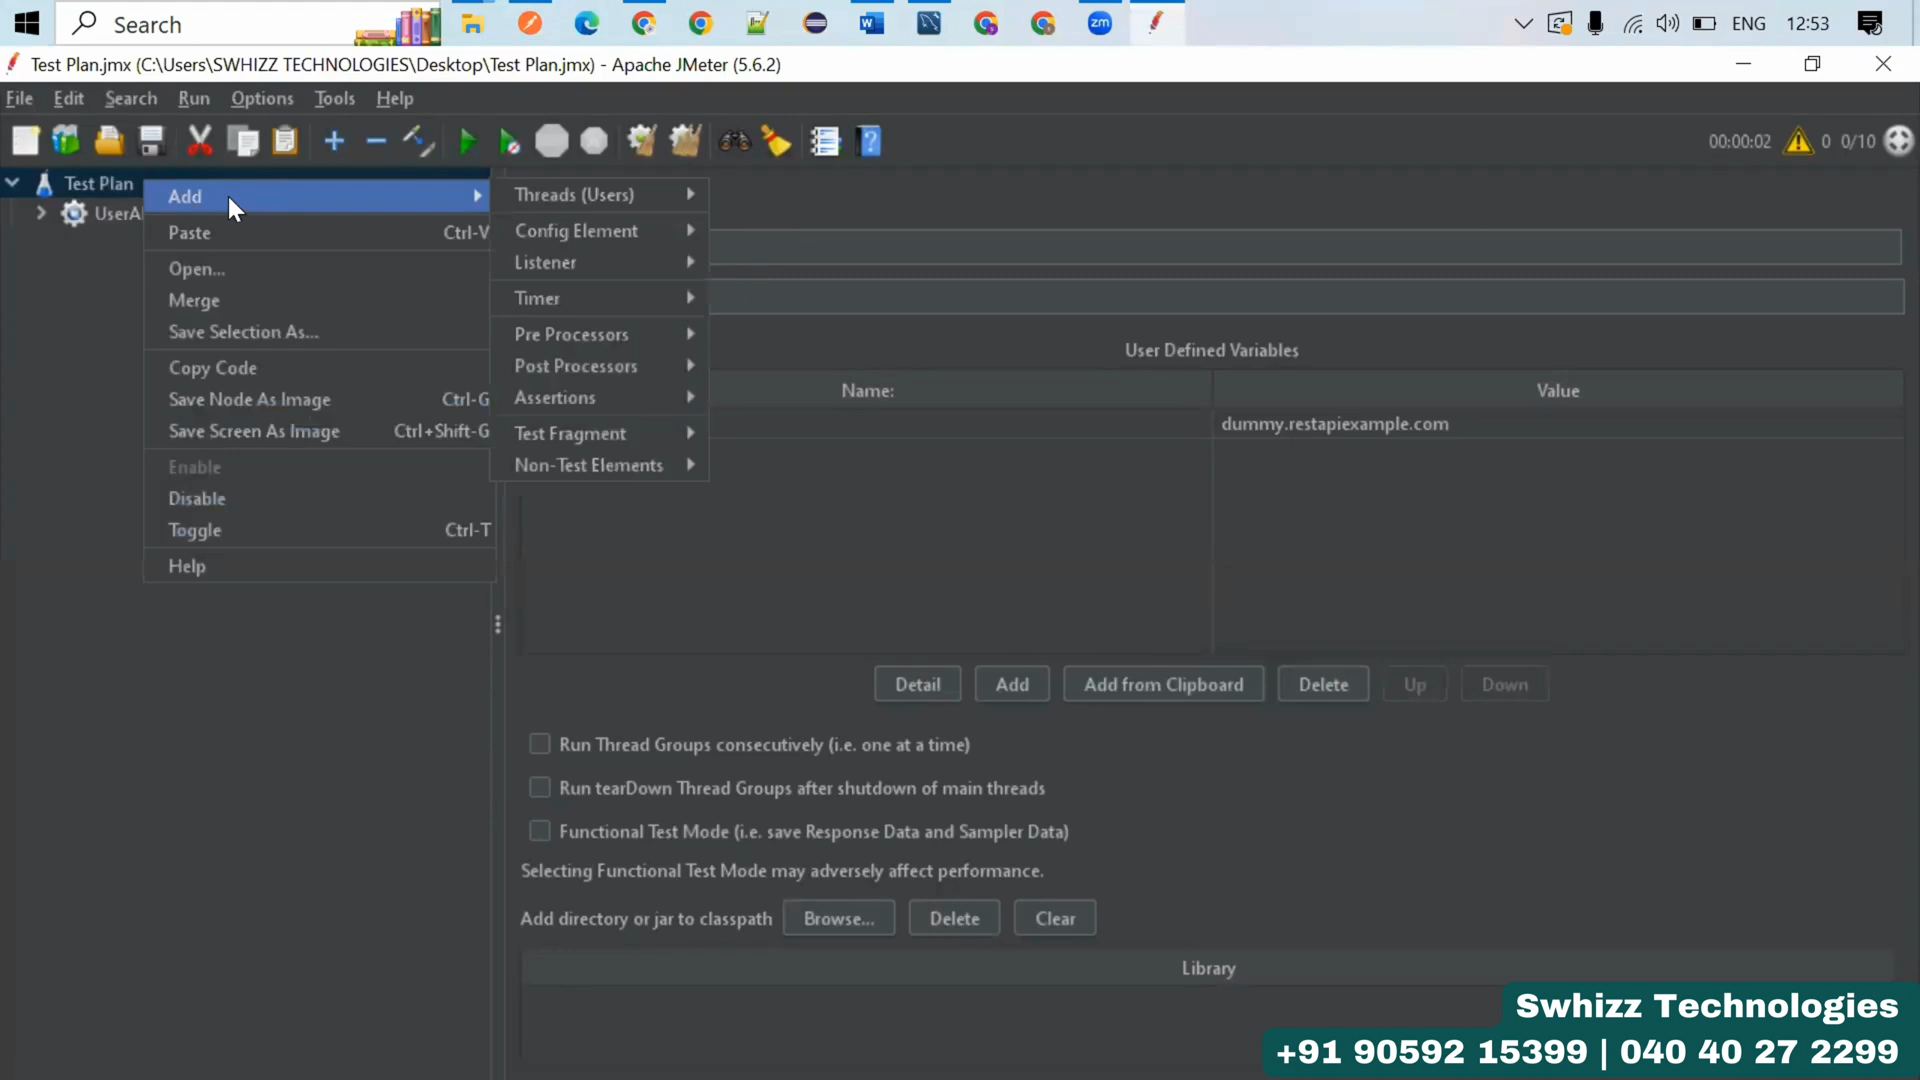 Search
ENG 12:53
Test Plan.jmx (C:\Users\SWHIZZ TECHNOLOGIES\Desktop\Test Plan.jmx) - Apache JMeter (5.6.2)
File Edit Search Run Options Tools Help
00:00:02 0 0/10
Test Plan
UserA
Add
Paste Ctrl-V
Open...
Merge
Save Selection As...
Copy Code
Save Node As Image Ctrl-G
Save Screen As Image Ctrl+Shift-G
Enable
Disable
Toggle Ctrl-T
Help
Threads (Users)
Config Element
Listener
Timer
Pre Processors
Post Processors
Assertions
Test Fragment
Non-Test Elements
User Defined Variables
Name: Value
dummy.restapiexample.com
Detail Add Add from Clipboard Delete Up Down
Run Thread Groups consecutively (i.e. one at a time)
Run tearDown Thread Groups after shutdown of main threads
Functional Test Mode (i.e. save Response Data and Sampler Data)
Selecting Functional Test Mode may adversely affect performance.
Add directory or jar to classpath Browse... Delete Clear
Library
Swhizz Technologies
+91 90592 15399 | 040 40 27 2299